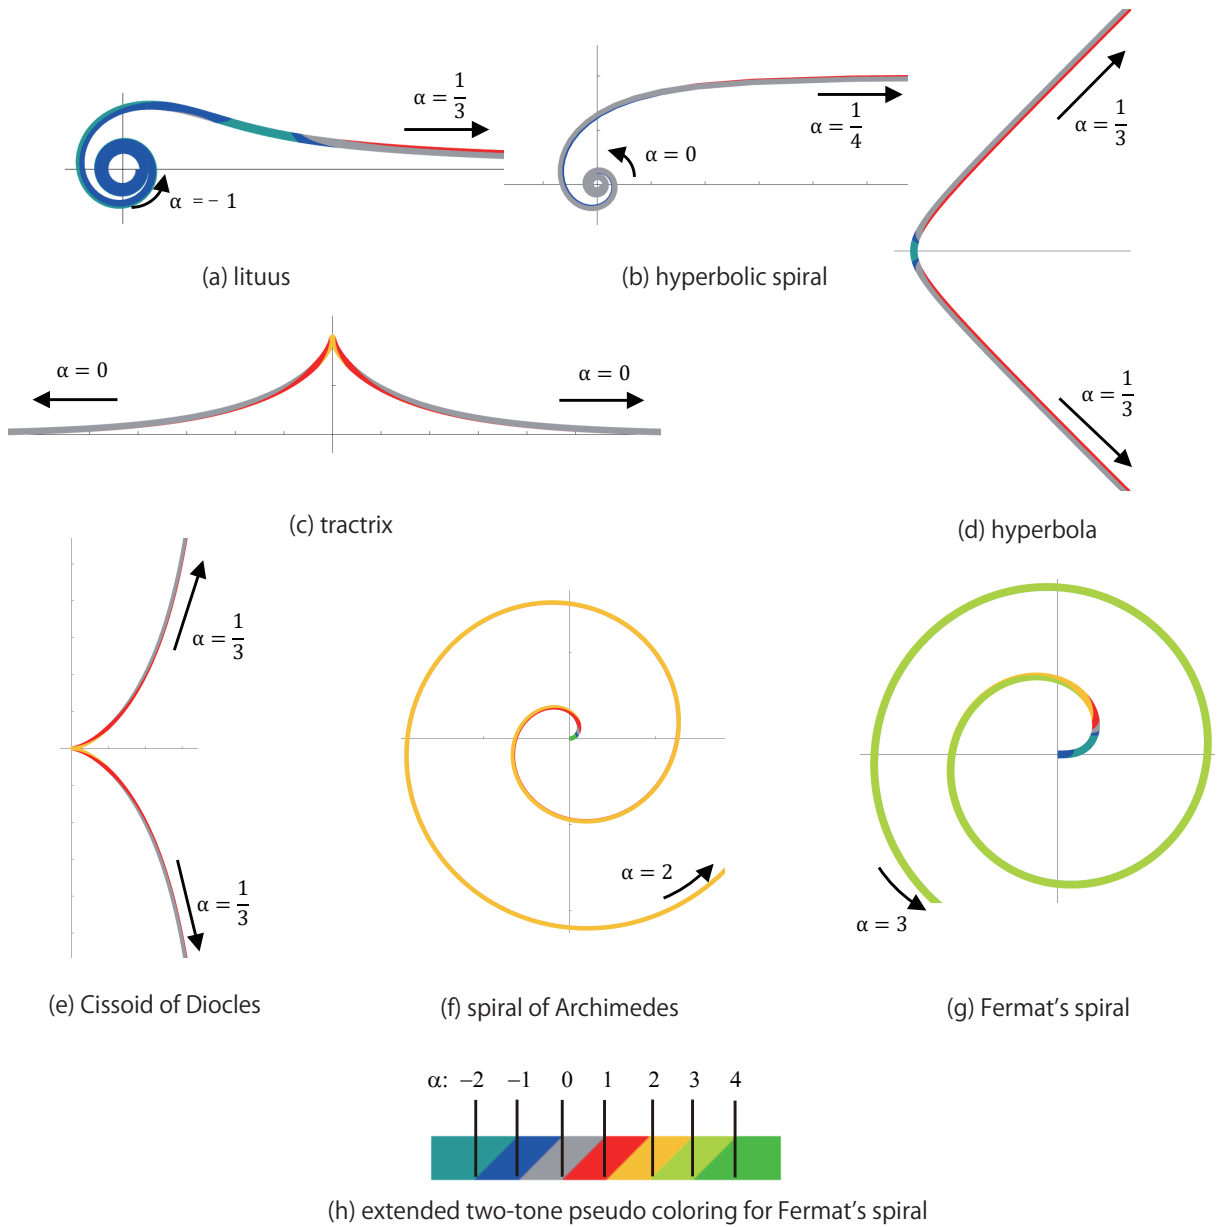 α = 1/3
α = − 1
(a) lituus
α = 0
α = 1/4
(b) hyperbolic spiral
α = 1/3
α = 1/3
(d) hyperbola
α = 0
α = 0
(c) tractrix
α = 1/3
α = 1/3
(e) Cissoid of Diocles
α = 2
(f) spiral of Archimedes
α = 3
(g) Fermat’s spiral
α: −2 −1 0 1 2 3 4
(h) extended two-tone pseudo coloring for Fermat’s spiral